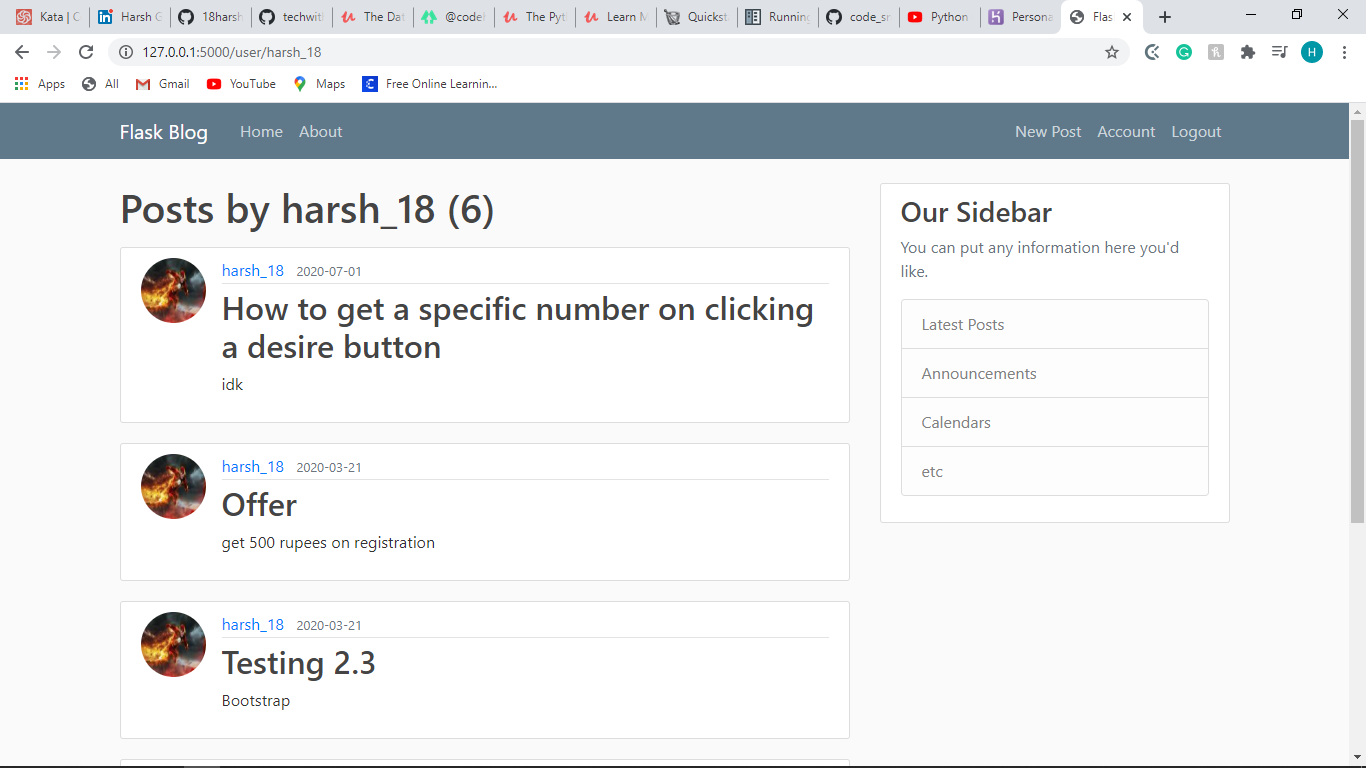 Kata | C
Harsh G
18harsh
techwit
The Dat
@codel
The Pyt
Learn M
Quickst
Running
code_sn
Python
Persona
Flas
127.0.0.1:5000/user/harsh_18
H
Apps
All
Gmail
YouTube
Maps
Free Online Learnin...
Flask Blog
Home
About
New Post
Account
Logout
Posts by harsh_18 (6)
harsh_18 2020-07-01
How to get a specific number on clicking
a desire button
idk
harsh_18 2020-03-21
Offer
get 500 rupees on registration
harsh_18 2020-03-21
Testing 2.3
Bootstrap
Our Sidebar
You can put any information here you'd
like.
Latest Posts
Announcements
Calendars
etc